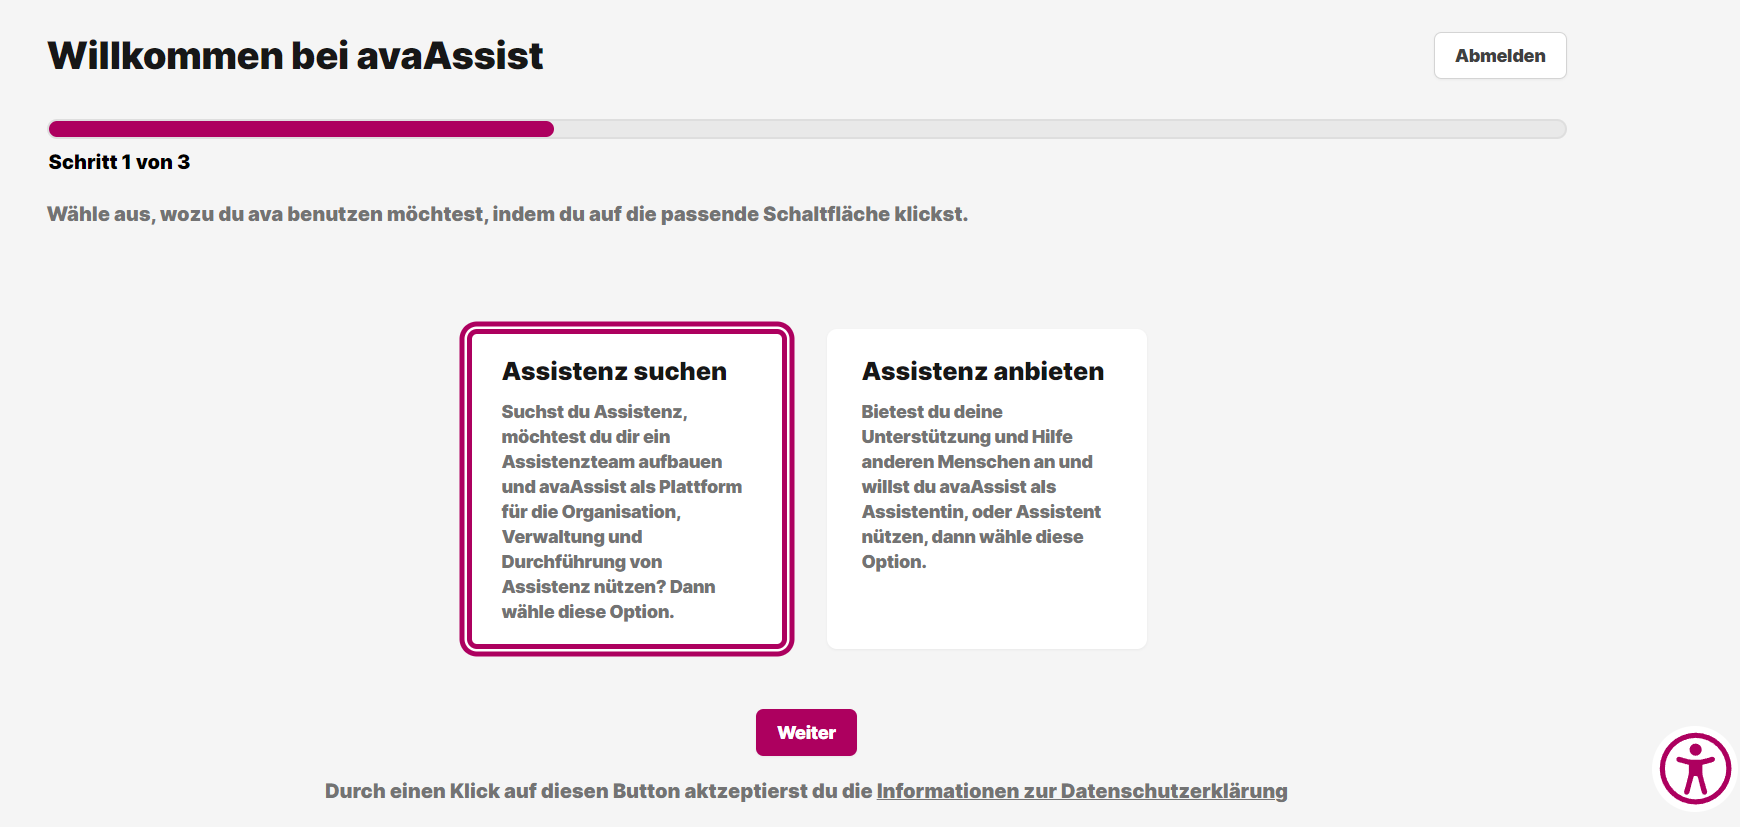 Willkommen bei avaAssist
Abmelden
Schritt 1 von 3
Wähle aus, wozu du ava benutzen möchtest, indem du auf die passende Schaltfläche klickst.
Assistenz suchen
Suchst du Assistenz,
möchtest du dir ein
Assistenzteam aufbauen
und avaAssist als Plattform
für die Organisation,
Verwaltung und
Durchführung von
Assistenz nützen? Dann
wähle diese Option.
Assistenz anbieten
Bietest du deine
Unterstützung und Hilfe
anderen Menschen an und
willst du avaAssist als
Assistentin, oder Assistent
nützen, dann wähle diese
Option.
Weiter
Durch einen Klick auf diesen Button aktzeptierst du die Informationen zur Datenschutzerklärung